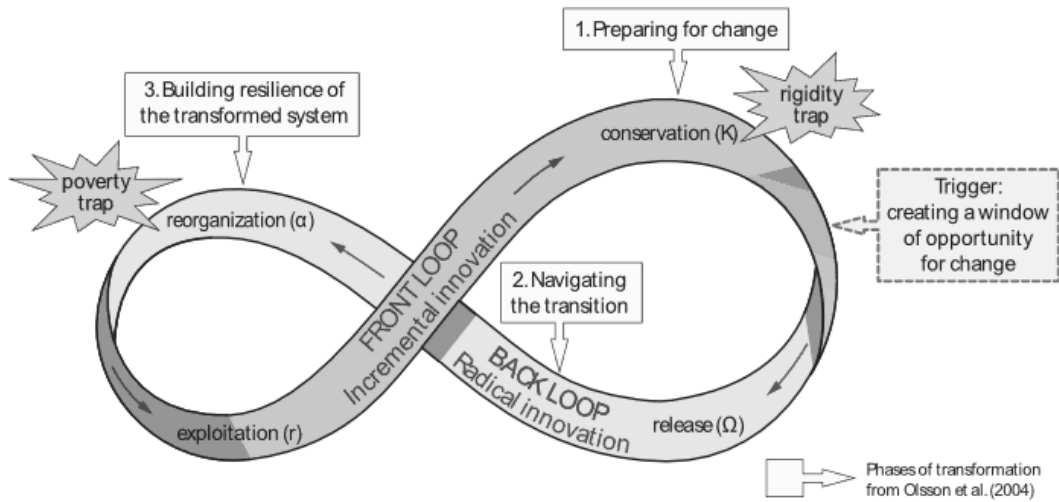 1. Preparing for change
3. Building resilience of
the transformed system
rigidity
trap
conservation (K)
poverty
trap
reorganization (α)
Trigger:
creating a window
of opportunity
for change
FRONT LOOP
Incremental innovation
2. Navigating
the transition
BACK LOOP
Radical innovation
release (Ω)
exploitation (r)
Phases of transformation
from Olsson et al. (2004)